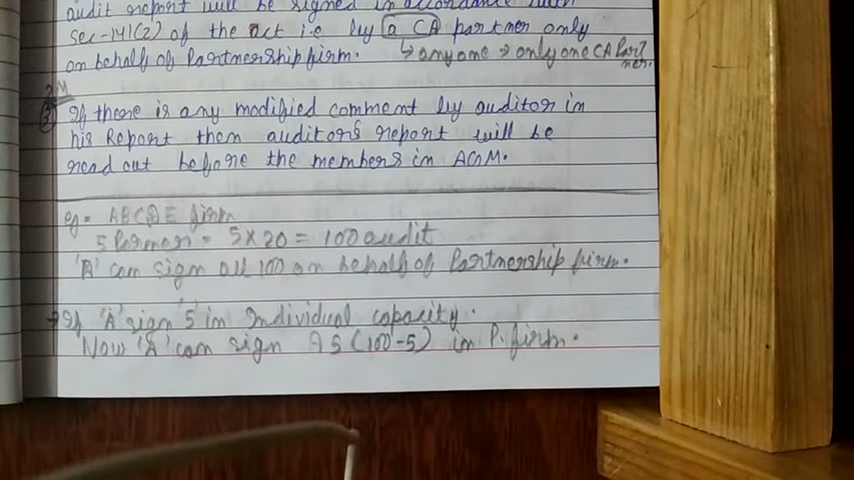 audit report will be signed in accordance with
sec-141(2) of the act i.e by a CA partner only
on behalf of Partnership firm. ↳ anyone → only one CA Partner.
2M
③ If there is any modified comment by auditor in
his Report then auditor's report will be
read out before the members in AGM.
eg = ABCDE firm
5 Partner = 5 x 20 = 100 audit
'A' can sign all 100 on behalf of Partnership firm.
→ If 'A' sign '5' in Individual capacity.
Now 'A' can sign 95 (100-5) in P. firm.